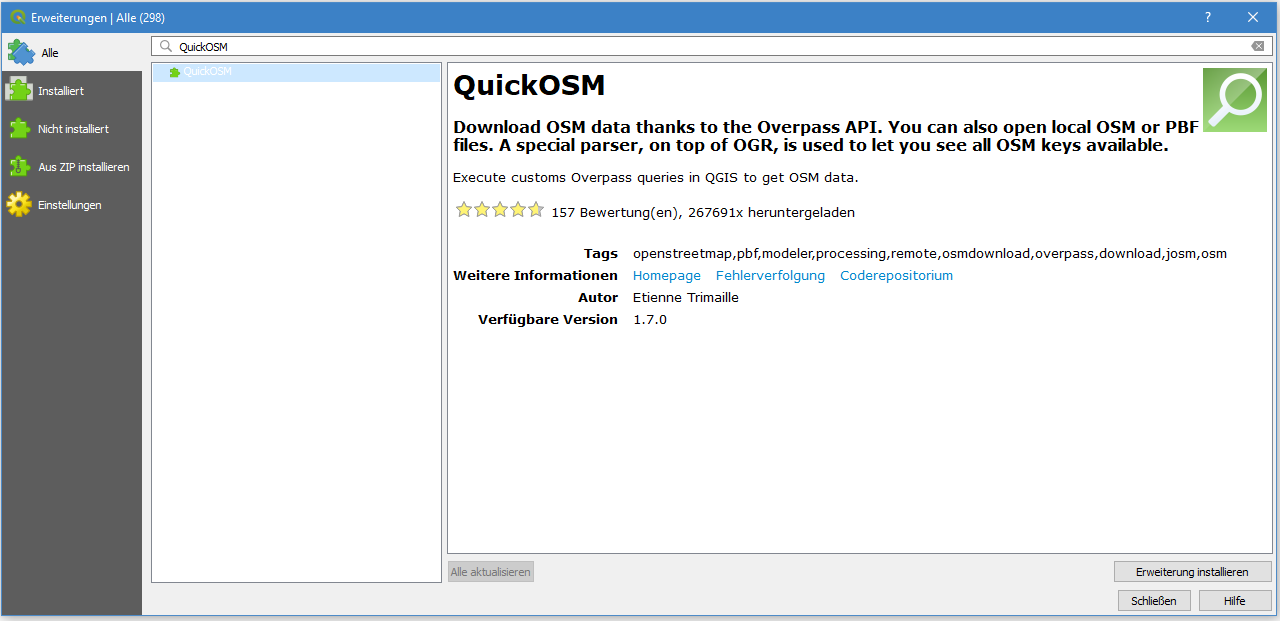 Erweiterungen | Alle (298)
?
Alle
QuickOSM
Installiert
Nicht installiert
Aus ZIP installieren
Einstellungen
QuickOSM
QuickOSM
Download OSM data thanks to the Overpass API. You can also open local OSM or PBF
files. A special parser, on top of OGR, is used to let you see all OSM keys available.
Execute customs Overpass queries in QGIS to get OSM data.
157 Bewertung(en), 267691x heruntergeladen
Tags openstreetmap,pbf,modeler,processing,remote,osmdownload,overpass,download,josm,osm
Weitere Informationen Homepage Fehlerverfolgung Coderepositorium
Autor Etienne Trimaille
Verfügbare Version 1.7.0
Alle aktualisieren
Erweiterung installieren
Schließen Hilfe